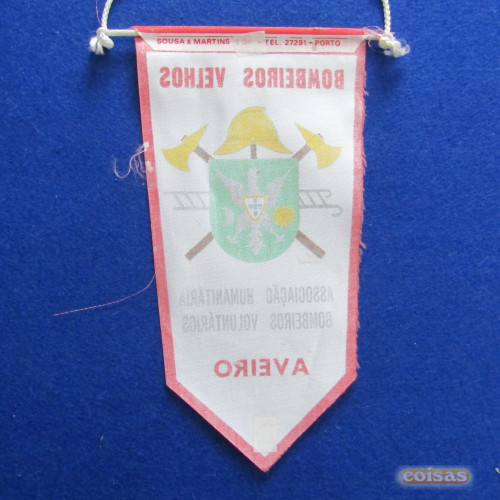 SOUSA & MARTINS - TEL. 27291 - PORTO
BOMBEIROS VELHOS
ASSOCIAÇÃO HUMANITÁRIA
BOMBEIROS VOLUNTÁRIOS
AVEIRO
coisas